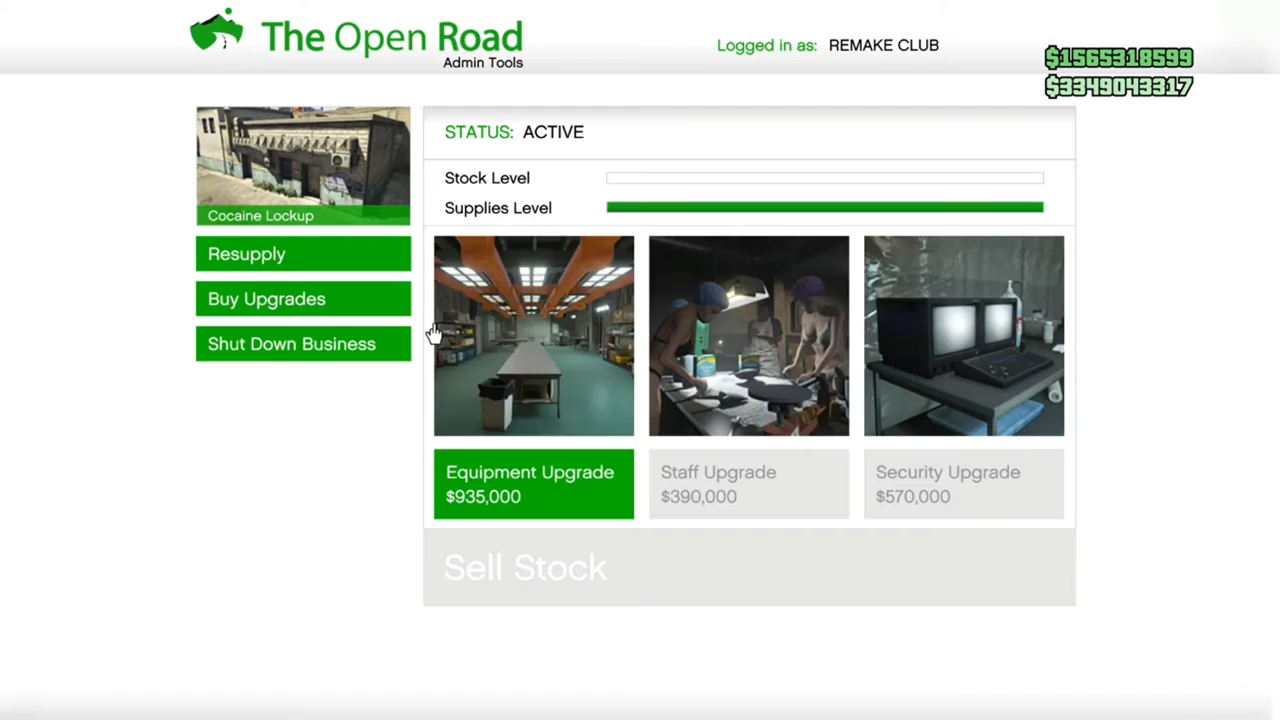 The Open Road
Admin Tools
Logged in as: REMAKE CLUB
$1565318599
$3349043317
Cocaine Lockup
Resupply
Buy Upgrades
Shut Down Business
STATUS: ACTIVE
Stock Level
Supplies Level
Equipment Upgrade
$935,000
Staff Upgrade
$390,000
Security Upgrade
$570,000
Sell Stock